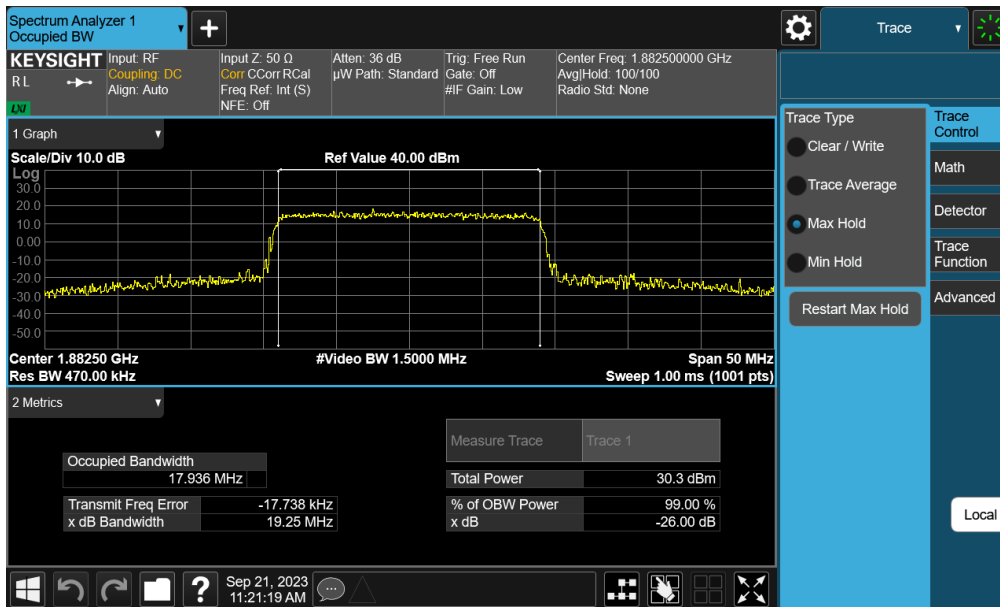 Spectrum Analyzer 1
Occupied BW
+
Trace
KEYSIGHT
R L
LXI
Input: RF
Coupling: DC
Align: Auto
Input Z: 50 Ω
Corr CCorr RCal
Freq Ref: Int (S)
NFE: Off
Atten: 36 dB
µW Path: Standard
Trig: Free Run
Gate: Off
#IF Gain: Low
Center Freq: 1.882500000 GHz
Avg|Hold: 100/100
Radio Std: None
1 Graph
Scale/Div 10.0 dB
Ref Value 40.00 dBm
Log
30.0
20.0
10.0
0.00
-10.0
-20.0
-30.0
-40.0
-50.0
Center 1.88250 GHz
#Video BW 1.5000 MHz
Span 50 MHz
Res BW 470.00 kHz
Sweep 1.00 ms (1001 pts)
2 Metrics
Measure Trace
Trace 1
Occupied Bandwidth
17.936 MHz
Total Power
30.3 dBm
Transmit Freq Error
-17.738 kHz
% of OBW Power
99.00 %
x dB Bandwidth
19.25 MHz
x dB
-26.00 dB
Trace Type
Clear / Write
Trace Average
Max Hold
Min Hold
Restart Max Hold
Trace
Control
Math
Detector
Trace
Function
Advanced
Local
?
Sep 21, 2023
11:21:19 AM